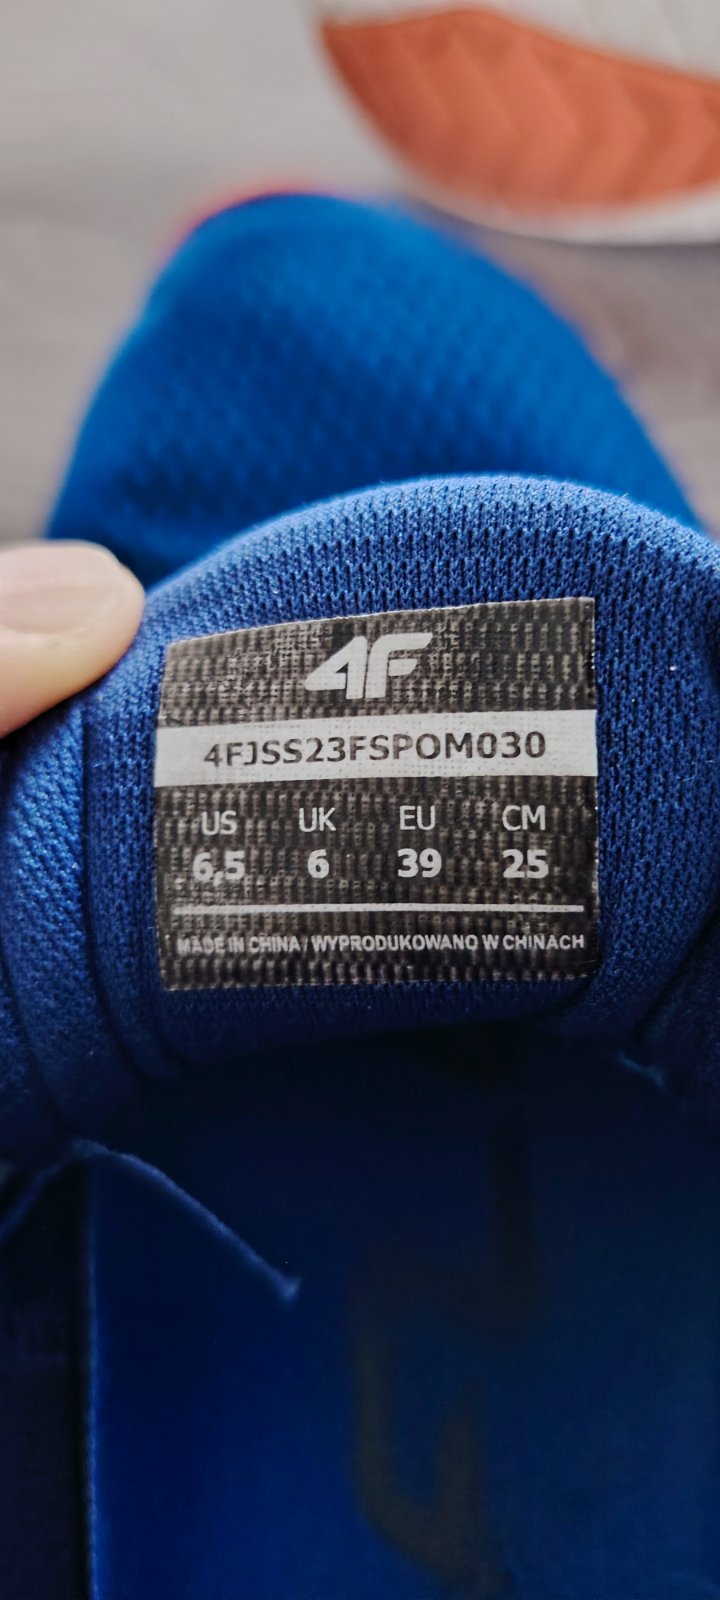 4F
4FJSS23FSPOM030
US UK EU CM
6,5 6 39 25
MADE IN CHINA / WYPRODUKOWANO W CHINACH